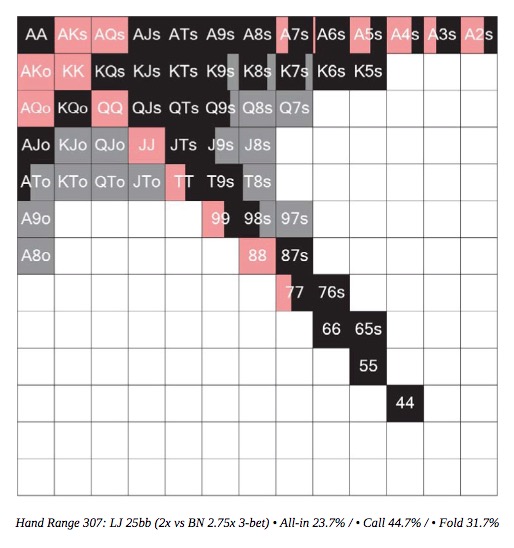 AA AKs AQs AJs ATs A9s A8s A7s A6s A5s A4s A3s A2s
AKo KK KQs KJs KTs K9s K8s K7s K6s K5s
AQo KQo QQ QJs QTs Q9s Q8s Q7s
AJo KJo QJo JJ JTs J9s J8s
ATo KTo QTo JTo TT T9s T8s
A9o 99 98s 97s
A8o 88 87s
77 76s
66 65s
55
44
Hand Range 307: LJ 25bb (2x vs BN 2.75x 3-bet) • All-in 23.7% / • Call 44.7% / • Fold 31.7%